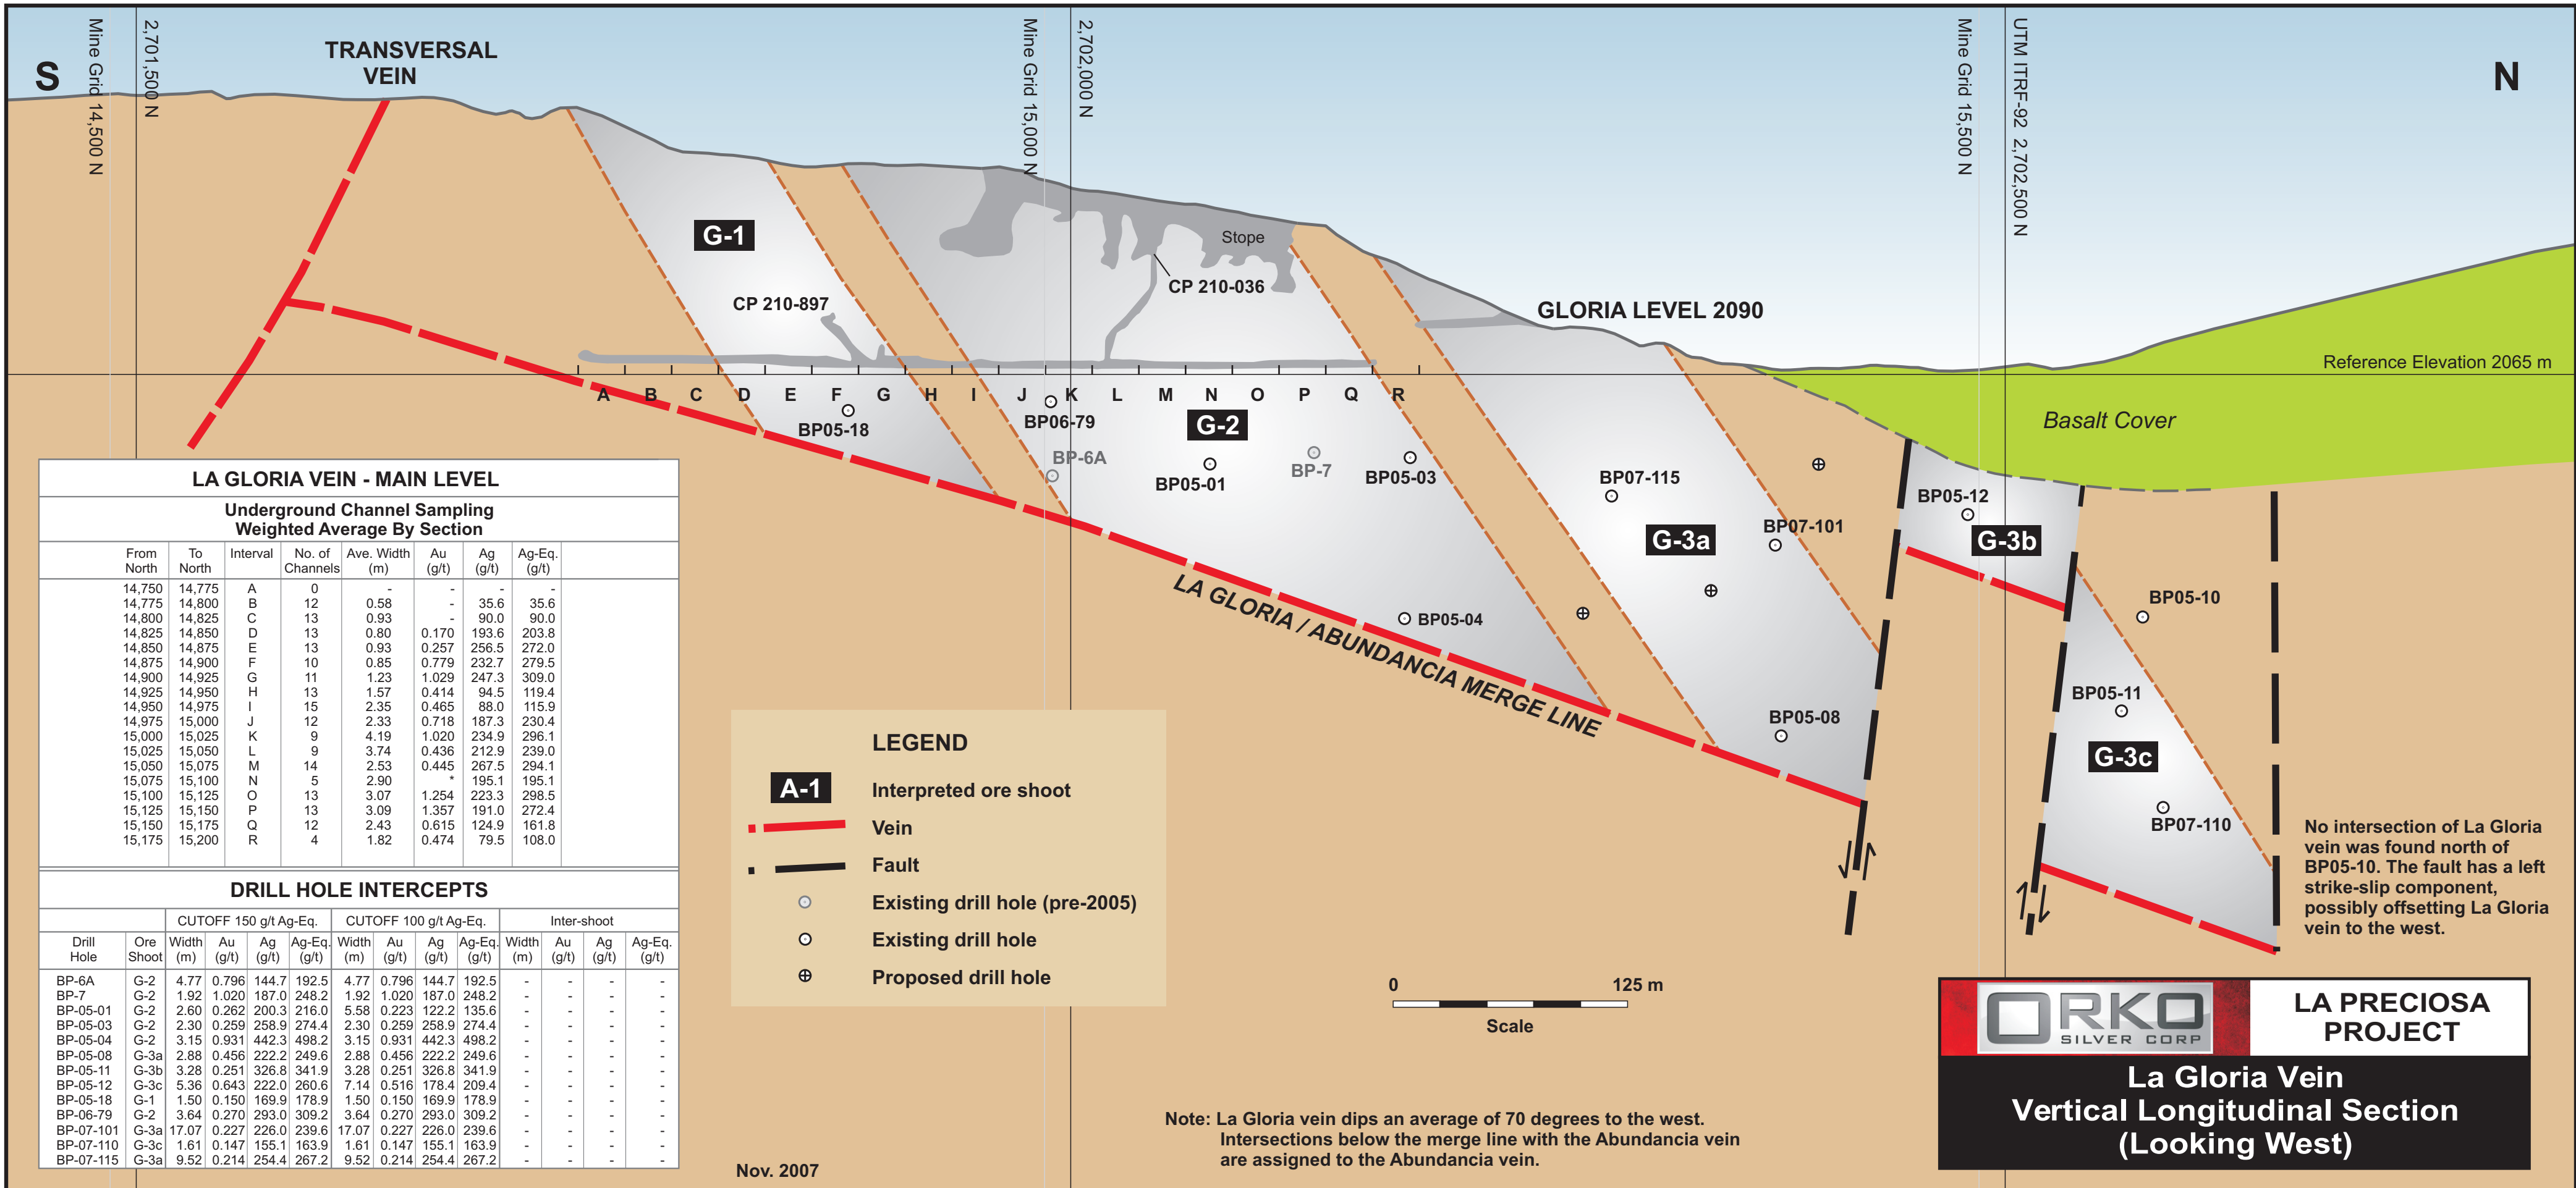 S
N
Mine Grid 14,500 N
2,701,500 N
TRANSVERSAL
VEIN
Mine Grid 15,000 N
2,702,000 N
Mine Grid 15,500 N
UTM ITRF-92 2,702,500 N
G-1
Stope
CP 210-036
CP 210-897
GLORIA LEVEL 2090
Reference Elevation 2065 m
A B C D E F G H I J K L M N O P Q R
BP05-18
BP06-79
G-2
Basalt Cover
BP-6A
BP05-01
BP-7
BP05-03
BP07-115
BP05-12
BP07-101
G-3a
G-3b
BP05-04
BP05-10
LA GLORIA / ABUNDANCIA MERGE LINE
BP05-11
BP05-08
G-3c
BP07-110
No intersection of La Gloria
vein was found north of
BP05-10. The fault has a left
strike-slip component,
possibly offsetting La Gloria
vein to the west.
LA GLORIA VEIN - MAIN LEVEL
Underground Channel Sampling
Weighted Average By Section
From To Interval No. of Ave. Width Au Ag Ag-Eq.
North North Channels (m) (g/t) (g/t) (g/t)
14,750 14,775 A 0 - - - -
14,775 14,800 B 12 0.58 - 35.6 35.6
14,800 14,825 C 13 0.93 - 90.0 90.0
14,825 14,850 D 13 0.80 0.170 193.6 203.8
14,850 14,875 E 13 0.93 0.257 256.5 272.0
14,875 14,900 F 10 0.85 0.779 232.7 279.5
14,900 14,925 G 11 1.23 1.029 247.3 309.0
14,925 14,950 H 13 1.57 0.414 94.5 119.4
14,950 14,975 I 15 2.35 0.465 88.0 115.9
14,975 15,000 J 12 2.33 0.718 187.3 230.4
15,000 15,025 K 9 4.19 1.020 234.9 296.1
15,025 15,050 L 9 3.74 0.436 212.9 239.0
15,050 15,075 M 14 2.53 0.445 267.5 294.1
15,075 15,100 N 5 2.90 * 195.1 195.1
15,100 15,125 O 13 3.07 1.254 223.3 298.5
15,125 15,150 P 13 3.09 1.357 191.0 272.4
15,150 15,175 Q 12 2.43 0.615 124.9 161.8
15,175 15,200 R 4 1.82 0.474 79.5 108.0
DRILL HOLE INTERCEPTS
CUTOFF 150 g/t Ag-Eq. CUTOFF 100 g/t Ag-Eq. Inter-shoot
Drill Ore Width Au Ag Ag-Eq. Width Au Ag Ag-Eq. Width Au Ag Ag-Eq.
Hole Shoot (m) (g/t) (g/t) (g/t) (m) (g/t) (g/t) (g/t) (m) (g/t) (g/t) (g/t)
BP-6A G-2 4.77 0.796 144.7 192.5 4.77 0.796 144.7 192.5 - - - -
BP-7 G-2 1.92 1.020 187.0 248.2 1.92 1.020 187.0 248.2 - - - -
BP-05-01 G-2 2.60 0.262 200.3 216.0 5.58 0.223 122.2 135.6 - - - -
BP-05-03 G-2 2.30 0.259 258.9 274.4 2.30 0.259 258.9 274.4 - - - -
BP-05-04 G-2 3.15 0.931 442.3 498.2 3.15 0.931 442.3 498.2 - - - -
BP-05-08 G-3a 2.88 0.456 222.2 249.6 2.88 0.456 222.2 249.6 - - - -
BP-05-11 G-3b 3.28 0.251 326.8 341.9 3.28 0.251 326.8 341.9 - - - -
BP-05-12 G-3c 5.36 0.643 222.0 260.6 7.14 0.516 178.4 209.4 - - - -
BP-05-18 G-1 1.50 0.150 169.9 178.9 1.50 0.150 169.9 178.9 - - - -
BP-06-79 G-2 3.64 0.270 293.0 309.2 3.64 0.270 293.0 309.2 - - - -
BP-07-101 G-3a 17.07 0.227 226.0 239.6 17.07 0.227 226.0 239.6 - - - -
BP-07-110 G-3c 1.61 0.147 155.1 163.9 1.61 0.147 155.1 163.9 - - - -
BP-07-115 G-3a 9.52 0.214 254.4 267.2 9.52 0.214 254.4 267.2 - - - -
LEGEND
A-1 Interpreted ore shoot
Vein
Fault
Existing drill hole (pre-2005)
Existing drill hole
Proposed drill hole
0 125 m
Scale
Note: La Gloria vein dips an average of 70 degrees to the west.
Intersections below the merge line with the Abundancia vein
are assigned to the Abundancia vein.
Nov. 2007
ORKO
SILVER CORP
LA PRECIOSA
PROJECT
La Gloria Vein
Vertical Longitudinal Section
(Looking West)